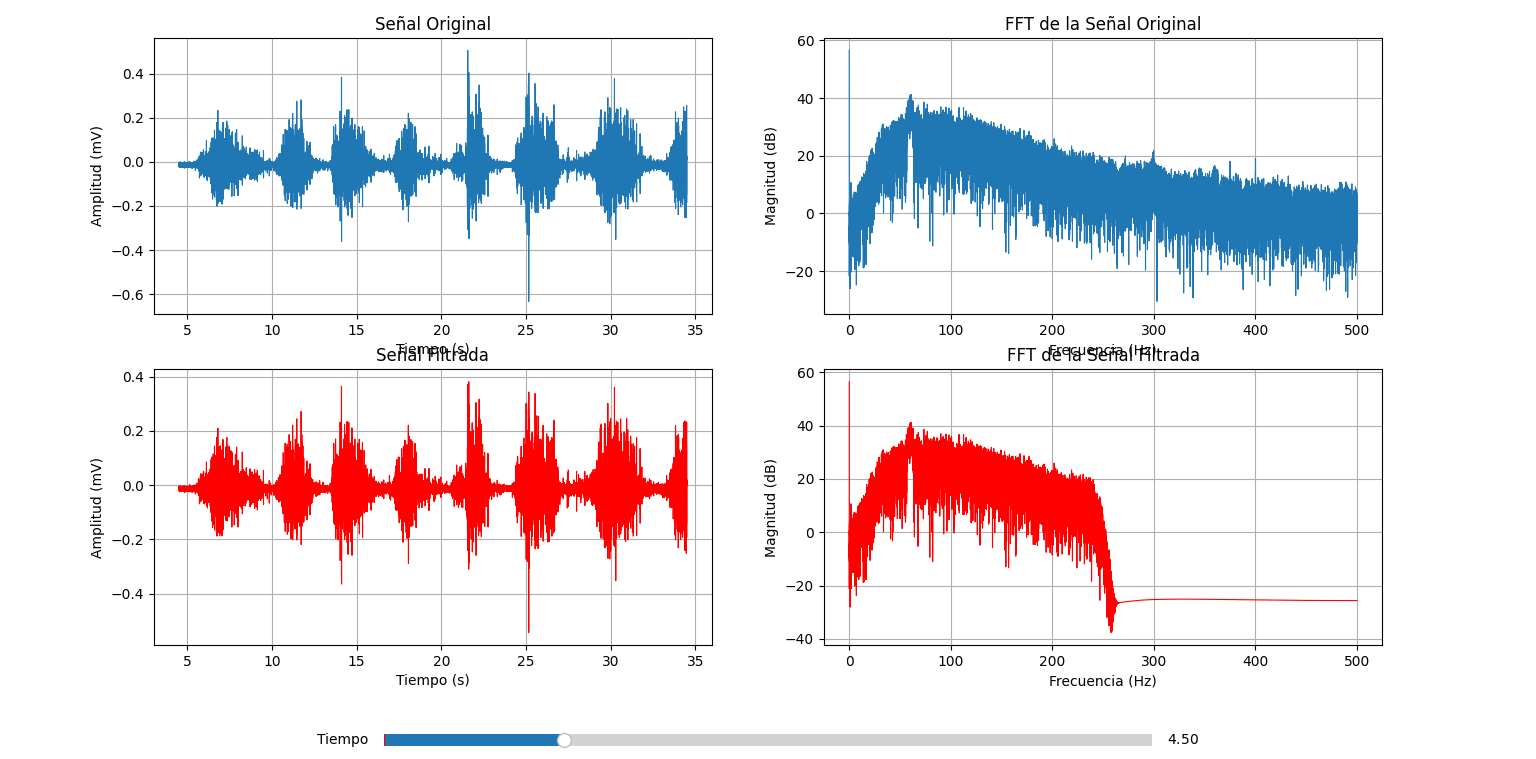 Señal Original
FFT de la Señal Original
Amplitud (mV)
0.4
0.2
0.0
−0.2
−0.4
−0.6
5 10 15 20 25 30 35
Tiempo (s)
Magnitud (dB)
60
40
20
0
−20
0 100 200 300 400 500
Frecuencia (Hz)
Señal Filtrada
FFT de la Señal Filtrada
Amplitud (mV)
0.4
0.2
0.0
−0.2
−0.4
5 10 15 20 25 30 35
Tiempo (s)
Magnitud (dB)
60
40
20
0
−20
−40
0 100 200 300 400 500
Frecuencia (Hz)
Tiempo 4.50